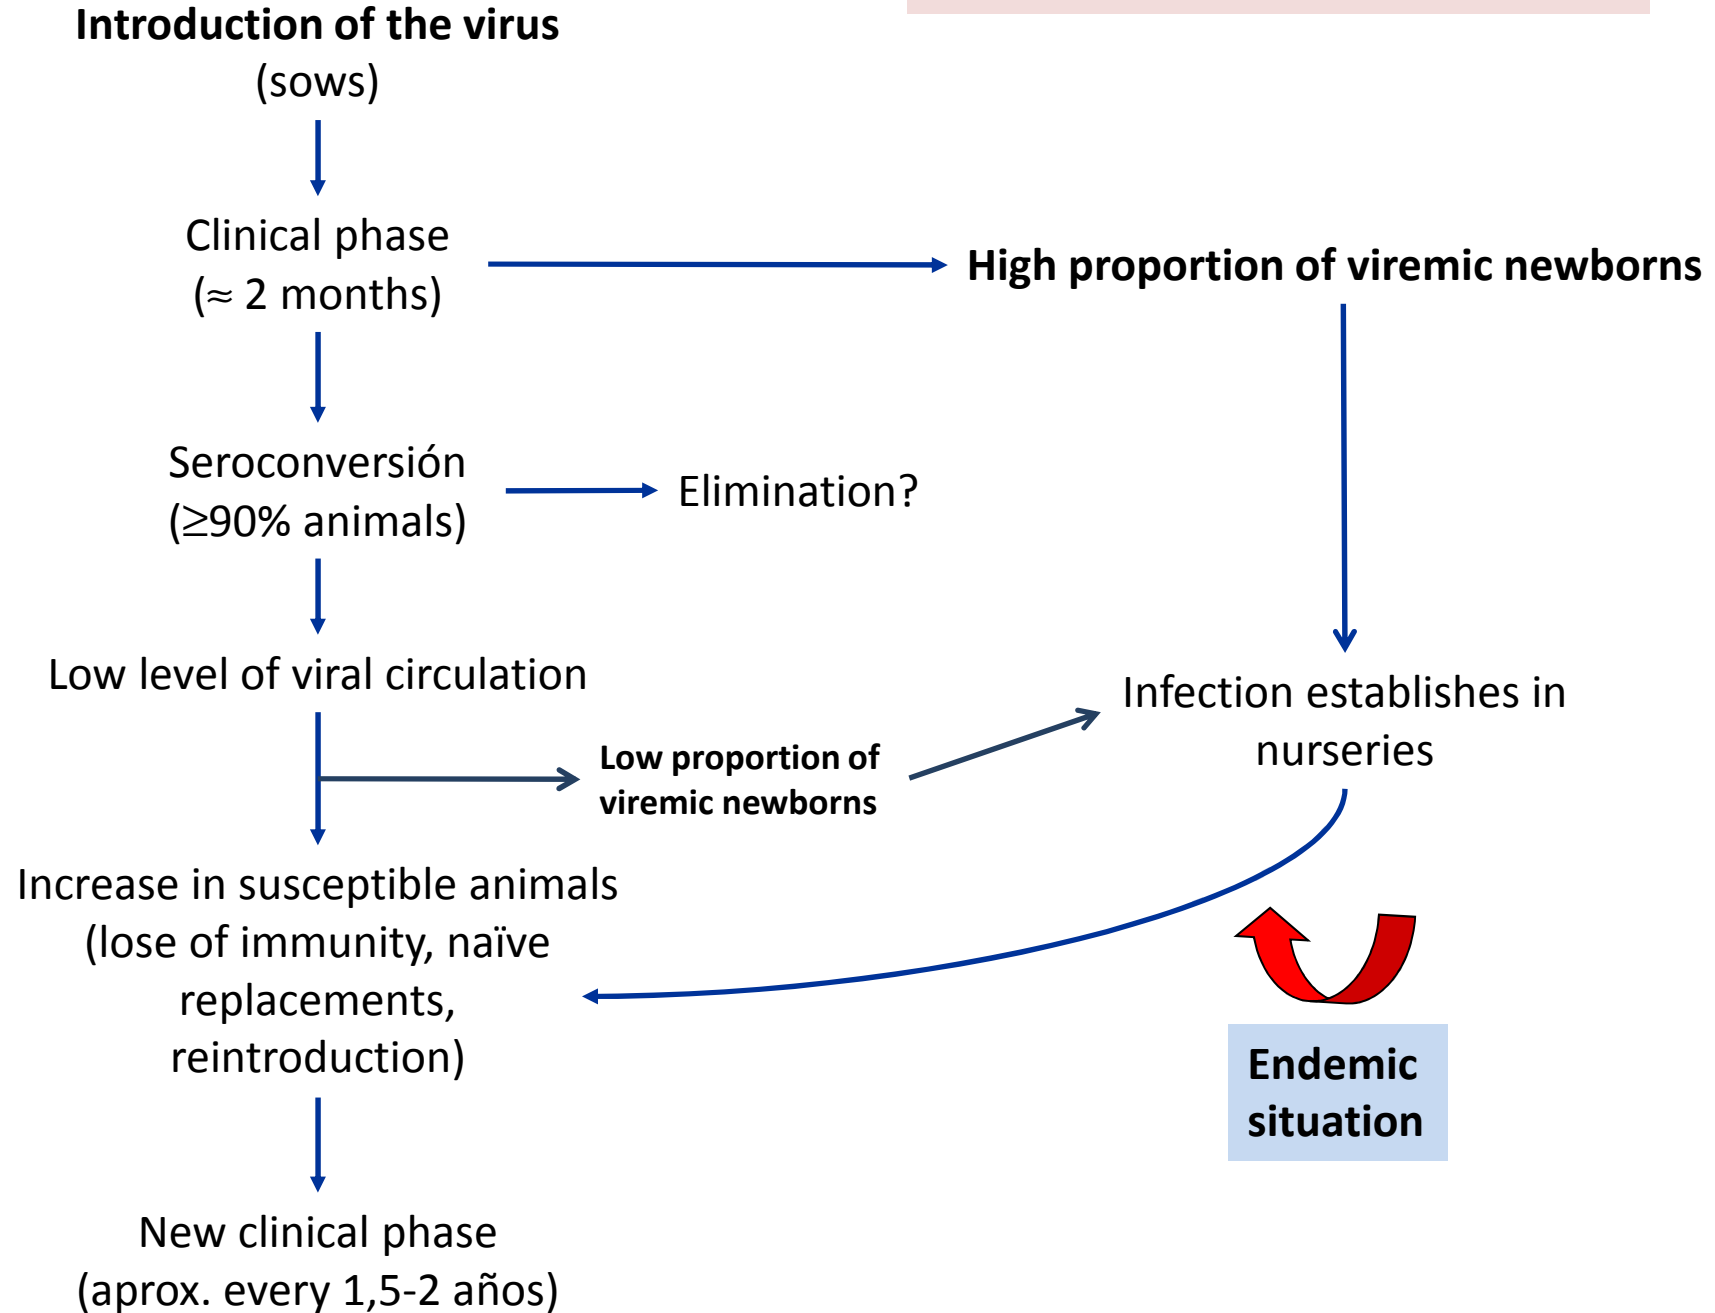 Introduction of the virus
(sows)
Clinical phase
(≈ 2 months)
High proportion of viremic newborns
Seroconversión
(≥90% animals)
Elimination?
Low level of viral circulation
Low proportion of
viremic newborns
Infection establishes in
nurseries
Increase in susceptible animals
(lose of immunity, naïve
replacements,
reintroduction)
Endemic
situation
New clinical phase
(aprox. every 1,5-2 años)